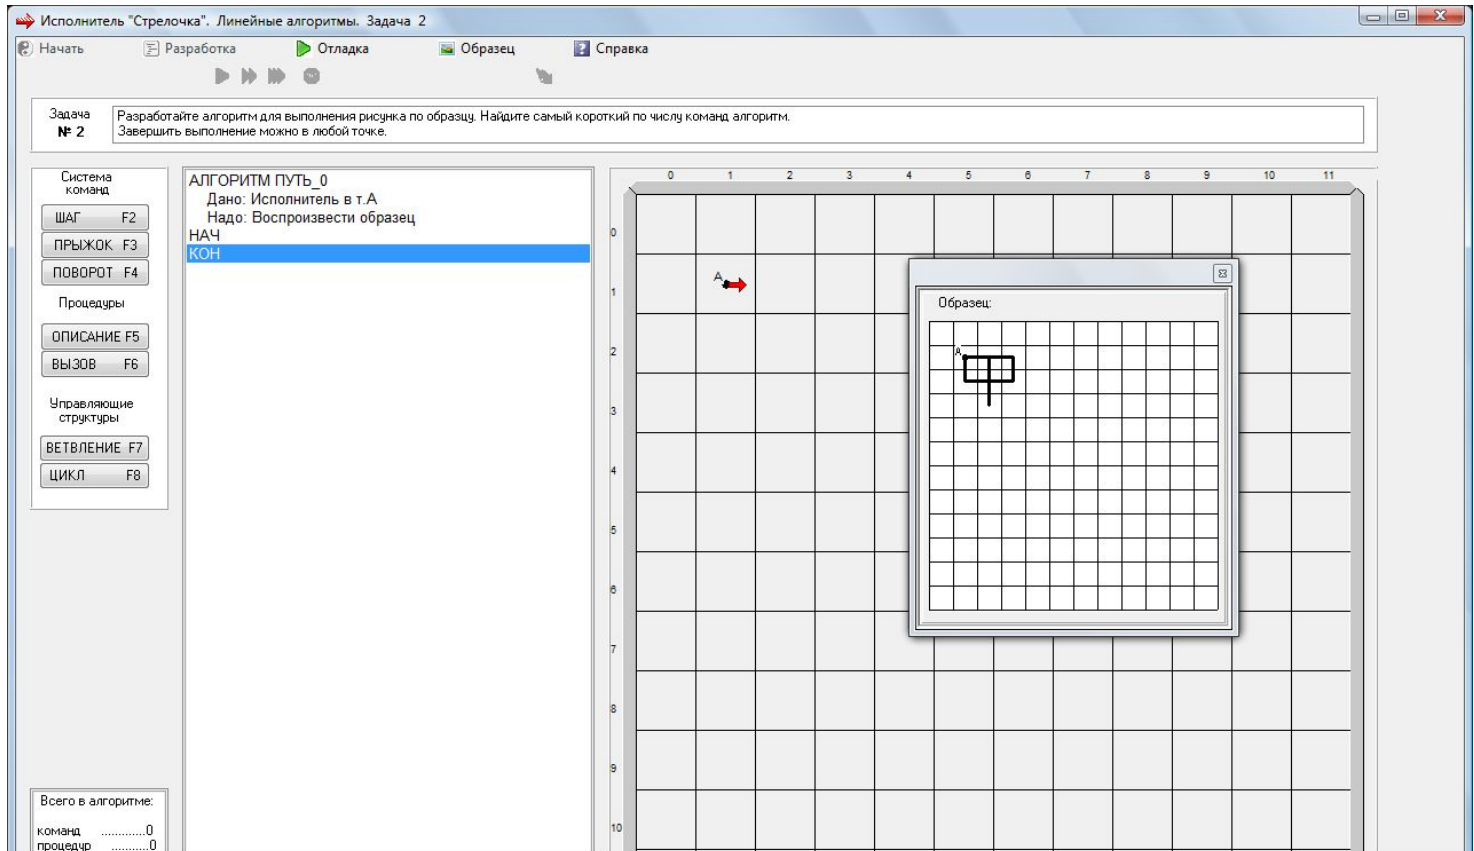 Исполнитель "Стрелочка". Линейные алгоритмы. Задача 2
Начать Разработка Отладка Образец Справка
Задача
№ 2
Разработайте алгоритм для выполнения рисунка по образцу. Найдите самый короткий по числу команд алгоритм.
Завершить выполнение можно в любой точке.
Система
команд
ШАГ F2
ПРЫЖОК F3
ПОВОРОТ F4
Процедуры
ОПИСАНИЕ F5
ВЫЗОВ F6
Управляющие
структуры
ВЕТВЛЕНИЕ F7
ЦИКЛ F8
Всего в алгоритме:
команд ............0
процедур ..........0
АЛГОРИТМ ПУТЬ_0
Дано: Исполнитель в т.А
Надо: Воспроизвести образец
НАЧ
КОН
0 1 2 3 4 5 6 7 8 9 10 11
0
1
2
3
4
5
6
7
8
9
10
А
Образец:
А